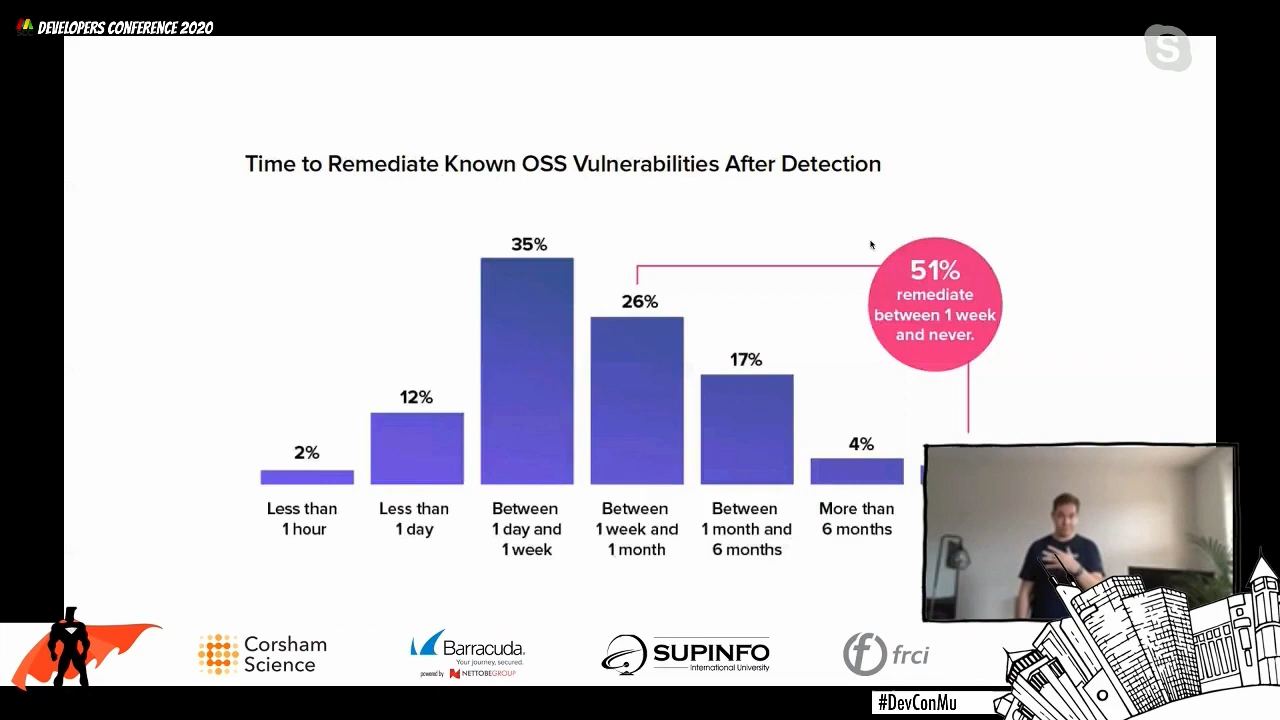 DEVELOPERS CONFERENCE 2020
S
Time to Remediate Known OSS Vulnerabilities After Detection
35%
51%
remediate
between 1 week
and never.
26%
17%
12%
4%
2%
Less than
1 hour
Less than
1 day
Between
1 day and
1 week
Between
1 week and
1 month
Between
1 month and
6 months
More than
6 months
Corsham
Science
Barracuda
Your journey, secured.
powered by NETTOBEGROUP
SUPINFO
International University
f frci
#DevConMu